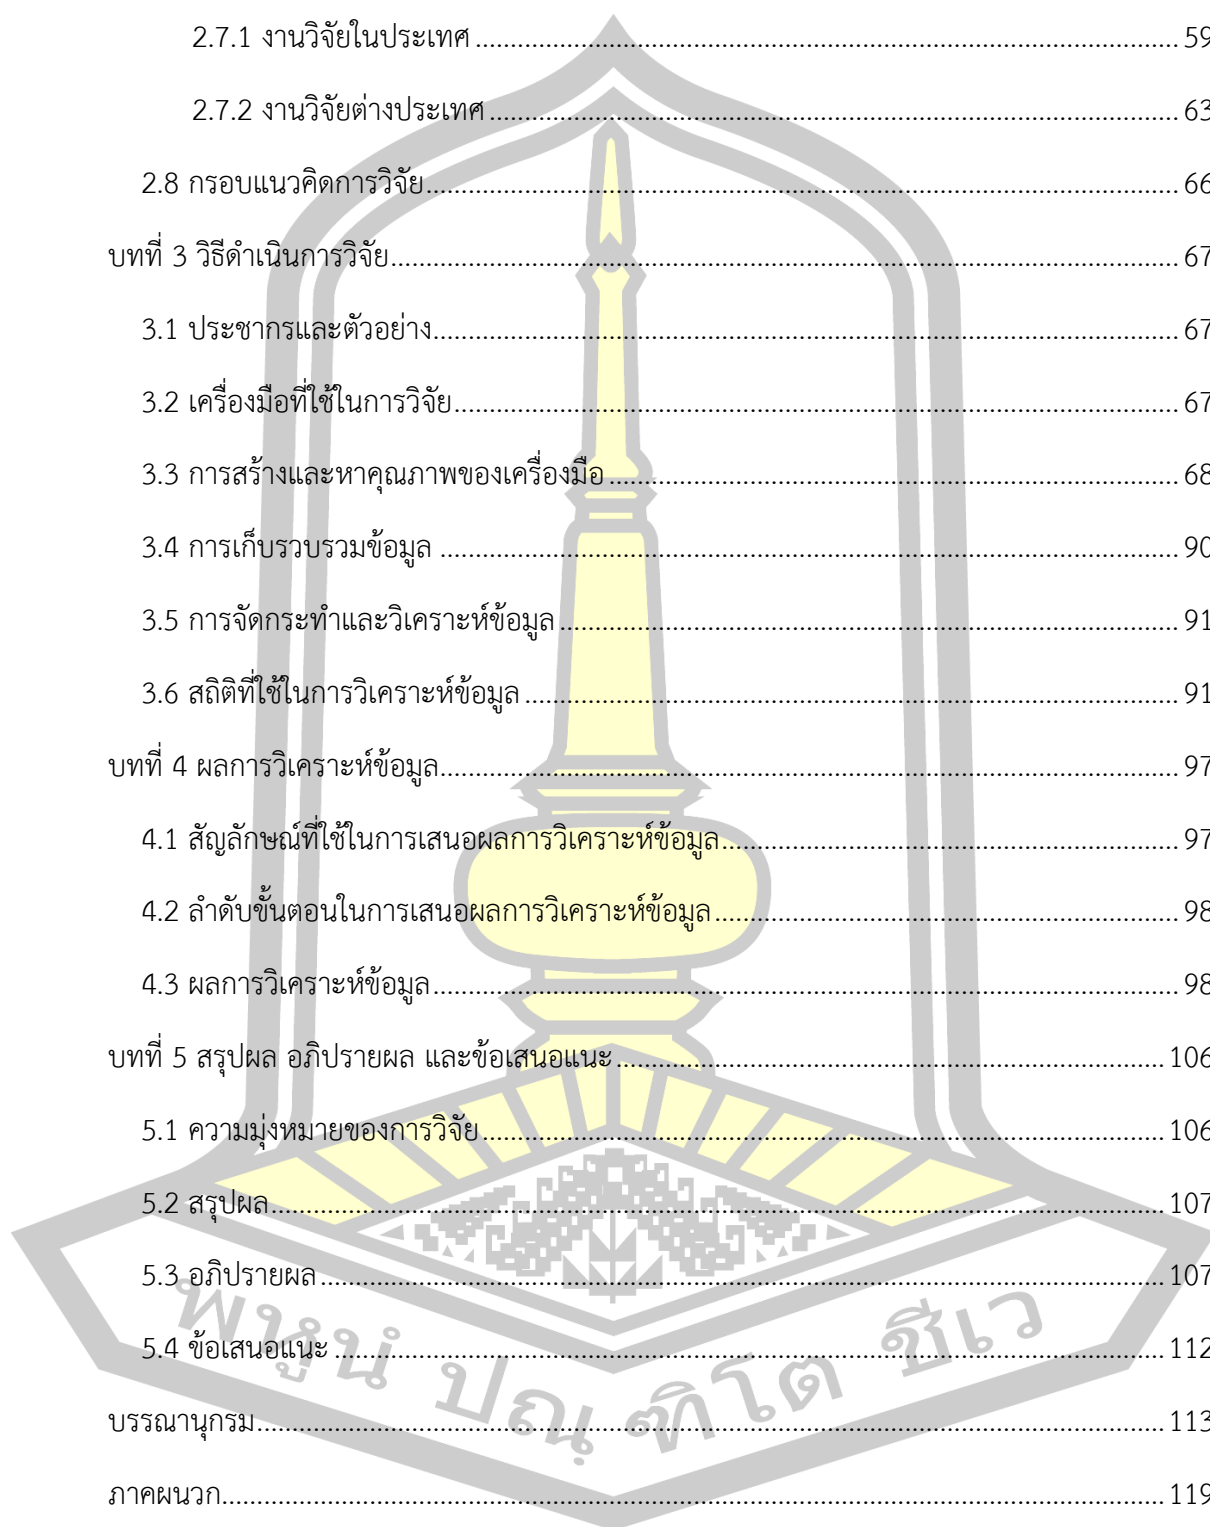 2.7.1 งานวิจัยในประเทศ.......... 59
2.7.2 งานวิจัยต่างประเทศ.......... 63
2.8 กรอบแนวคิดการวิจัย.......... 66
บทที่ 3 วิธีดำเนินการวิจัย.......... 67
3.1 ประชากรและตัวอย่าง.......... 67
3.2 เครื่องมือที่ใช้ในการวิจัย.......... 67
3.3 การสร้างและหาคุณภาพของเครื่องมือ.......... 68
3.4 การเก็บรวบรวมข้อมูล.......... 90
3.5 การจัดกระทำและวิเคราะห์ข้อมูล.......... 91
3.6 สถิติที่ใช้ในการวิเคราะห์ข้อมูล.......... 91
บทที่ 4 ผลการวิเคราะห์ข้อมูล.......... 97
4.1 สัญลักษณ์ที่ใช้ในการเสนอผลการวิเคราะห์ข้อมูล.......... 97
4.2 ลำดับขั้นตอนในการเสนอผลการวิเคราะห์ข้อมูล.......... 98
4.3 ผลการวิเคราะห์ข้อมูล.......... 98
บทที่ 5 สรุปผล อภิปรายผล และข้อเสนอแนะ.......... 106
5.1 ความมุ่งหมายของการวิจัย.......... 106
5.2 สรุปผล.......... 107
5.3 อภิปรายผล.......... 107
5.4 ข้อเสนอแนะ.......... 112
บรรณานุกรม.......... 113
ภาคผนวก.......... 119
พหูนํ ปณฺฑิโต ชีเว